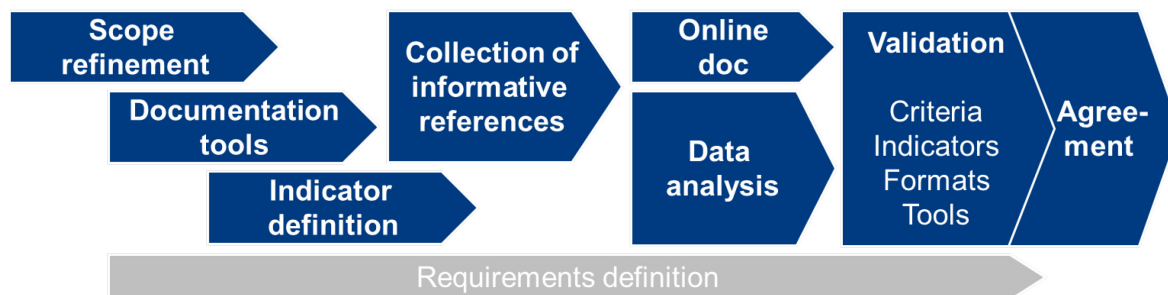 Scope
refinement
Documentation
tools
Indicator
definition
Collection of
informative
references
Online
doc
Data
analysis
Validation
Criteria
Indicators
Formats
Tools
Agree-
ment
Requirements definition